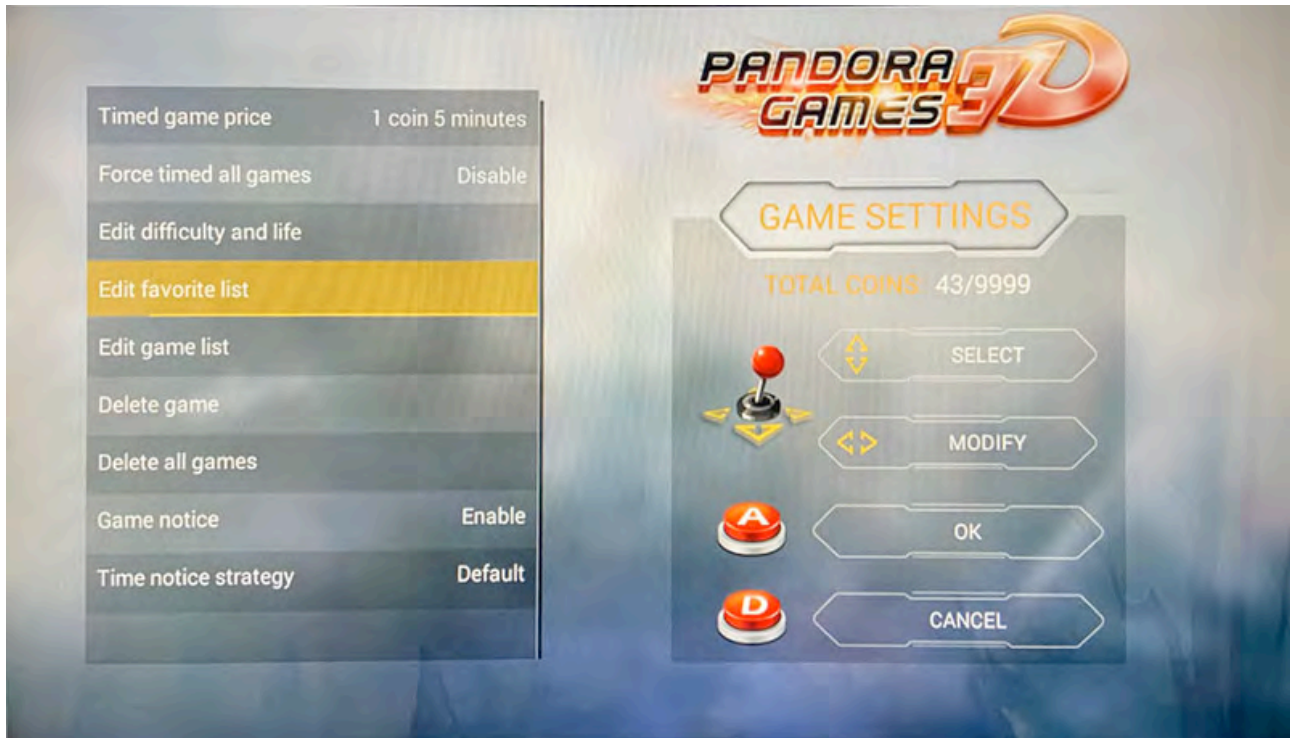 PANDORA
GAMES 3D
Timed game price 1 coin 5 minutes
Force timed all games Disable
Edit difficulty and life
Edit favorite list
Edit game list
Delete game
Delete all games
Game notice Enable
Time notice strategy Default
GAME SETTINGS
TOTAL COINS: 43/9999
SELECT
MODIFY
A OK
D CANCEL